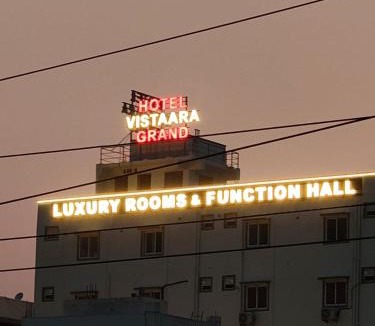 HOTEL
VISTAARA
GRAND
LUXURY ROOMS & FUNCTION HALL